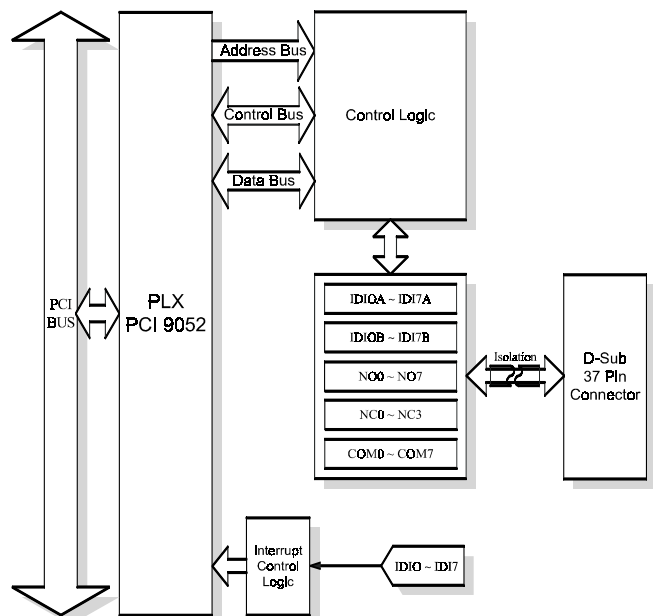 Address Bus
Control Bus
Data Bus
Control Logic
PCI
BUS
PLX
PCI 9052
IDI0A ~ IDI7A
IDI0B ~ IDI7B
NO0 ~ NO7
NC0 ~ NC3
COM0 ~ COM7
Isolation
D-Sub
37 Pin
Connector
Interrupt
Control
Logic
IDI0 ~ IDI7